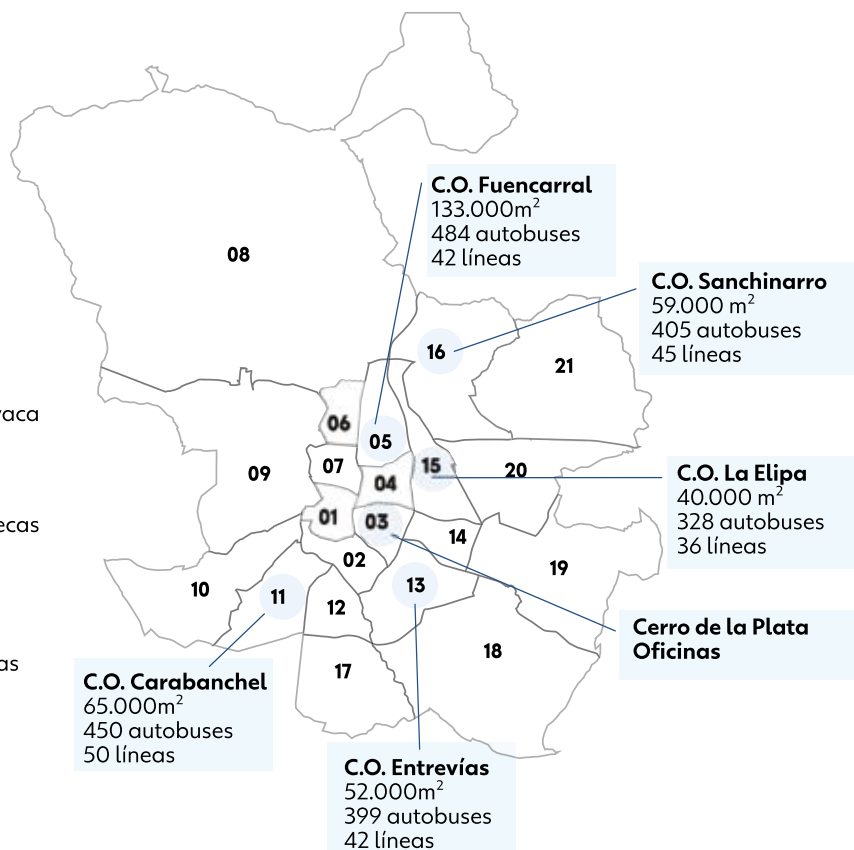 C.O. Fuencarral
133.000m²
484 autobuses
42 líneas
08
C.O. Sanchinarro
59.000 m²
405 autobuses
45 líneas
16
21
06
05
07
15
20
09
04
C.O. La Elipa
40.000 m²
328 autobuses
36 líneas
01
03
14
02
19
10
11
12
13
Cerro de la Plata
Oficinas
18
17
C.O. Carabanchel
65.000m²
450 autobuses
50 líneas
C.O. Entrevías
52.000m²
399 autobuses
42 líneas